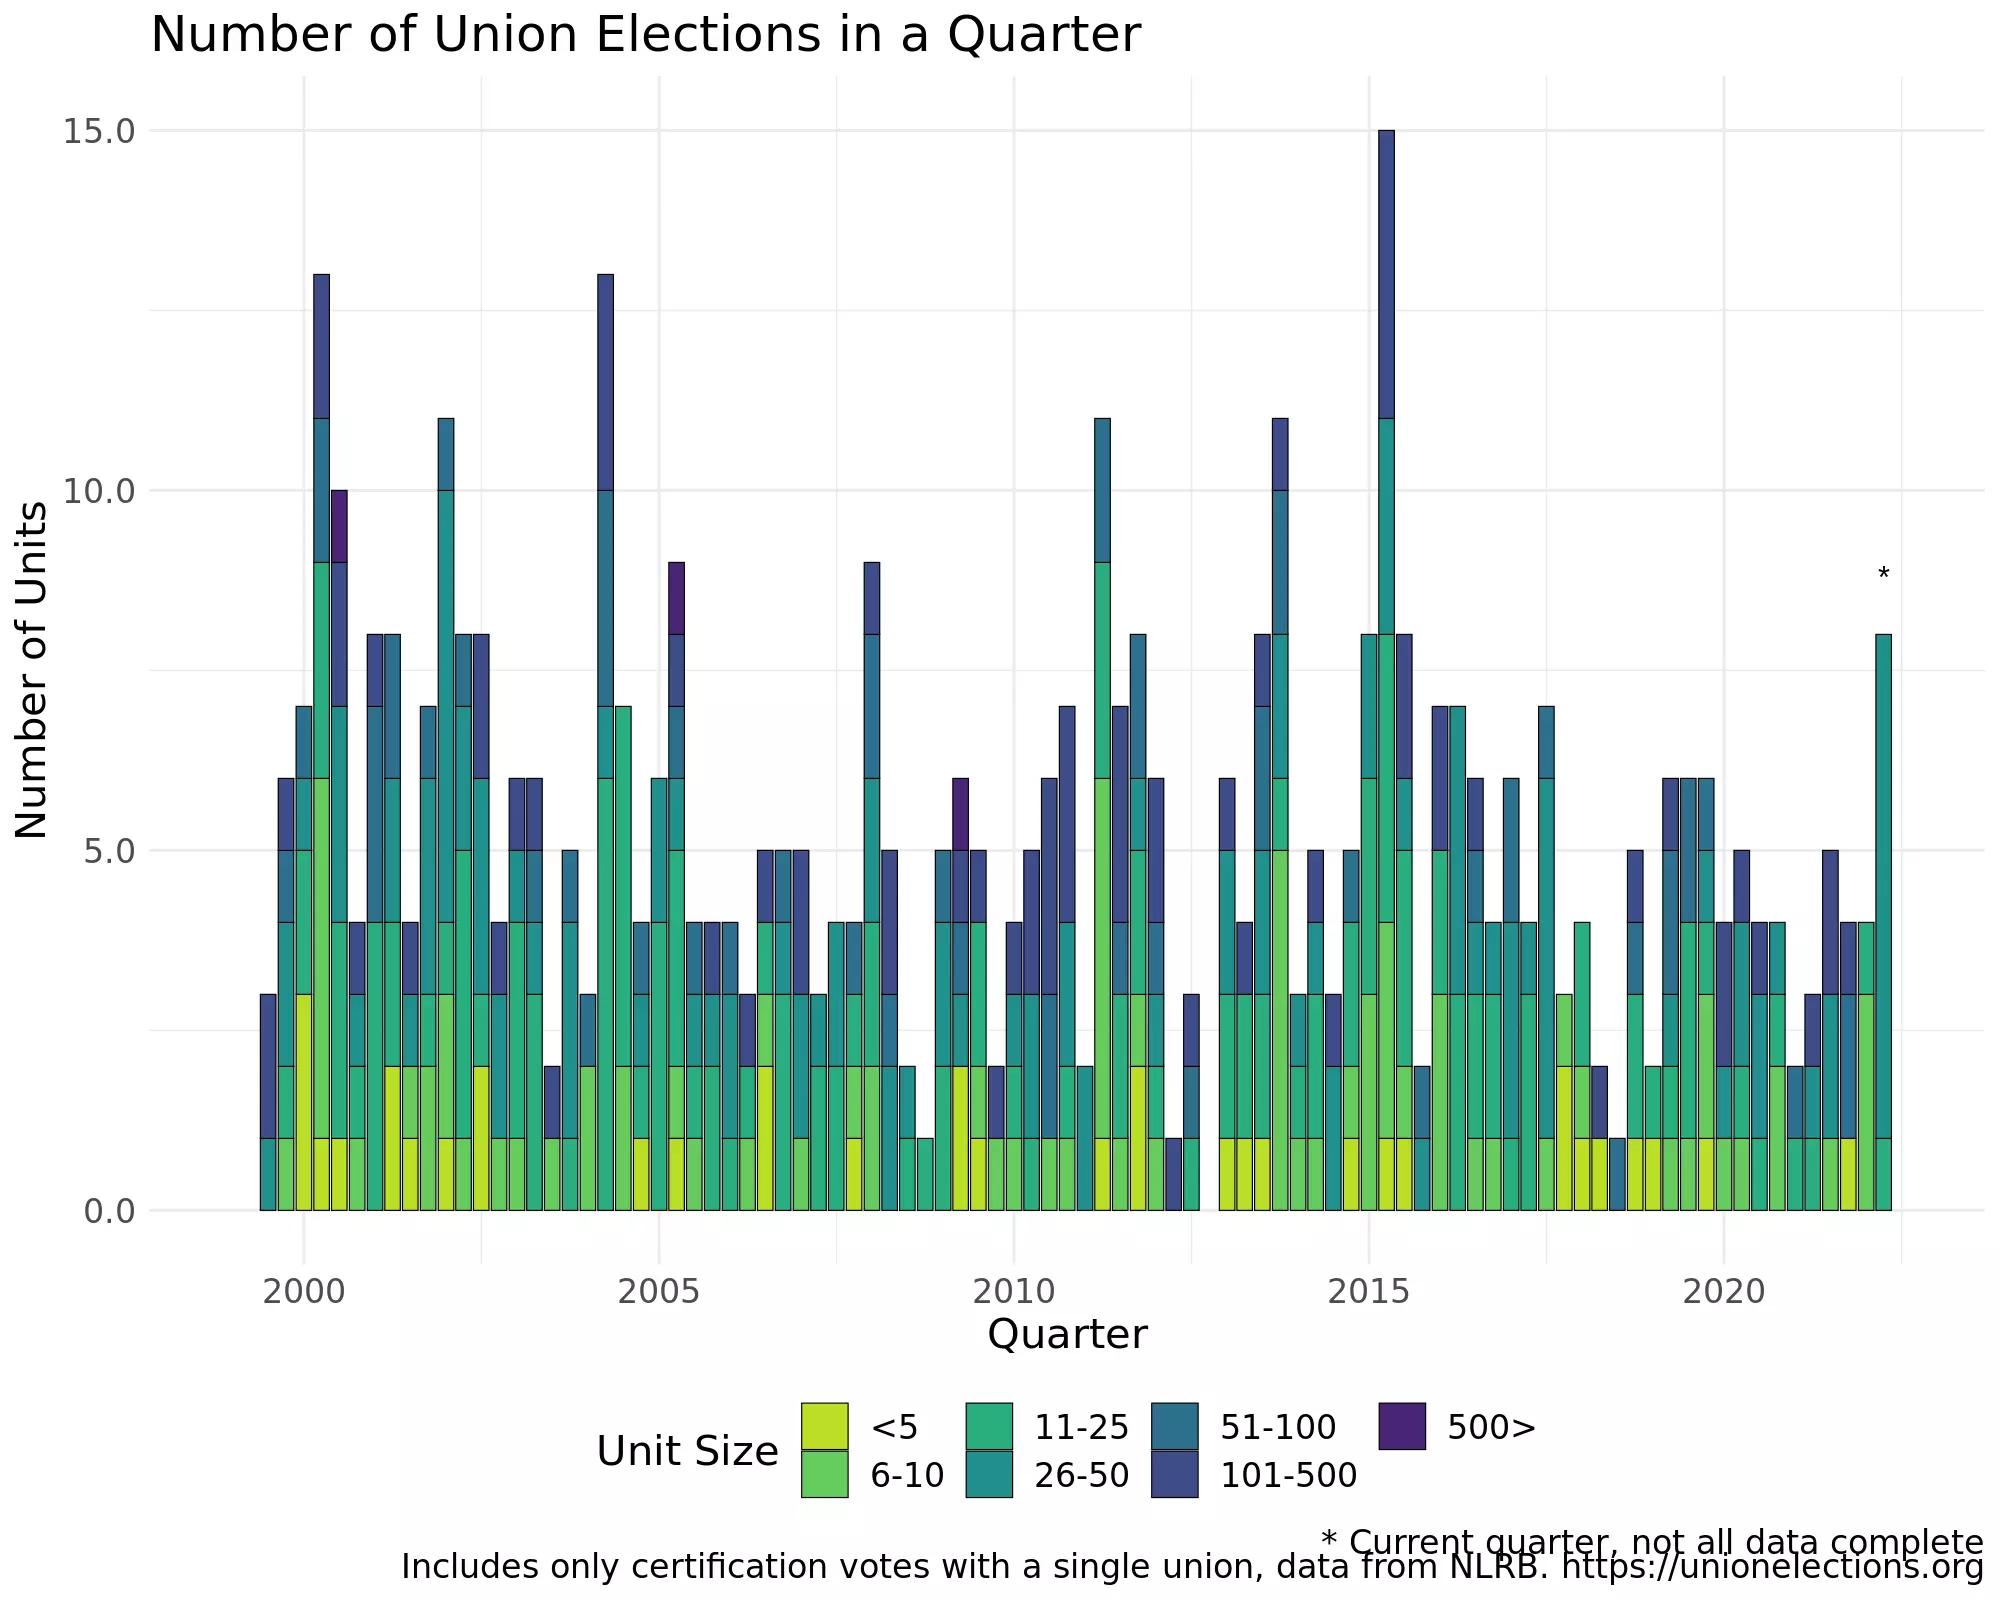 Number of Union Elections in a Quarter
15.0
10.0
5.0
0.0
Number of Units
*
2000 2005 2010 2015 2020
Quarter
Unit Size
<5 11-25 51-100 500>
6-10 26-50 101-500
* Current quarter, not all data complete
Includes only certification votes with a single union, data from NLRB. https://unionelections.org